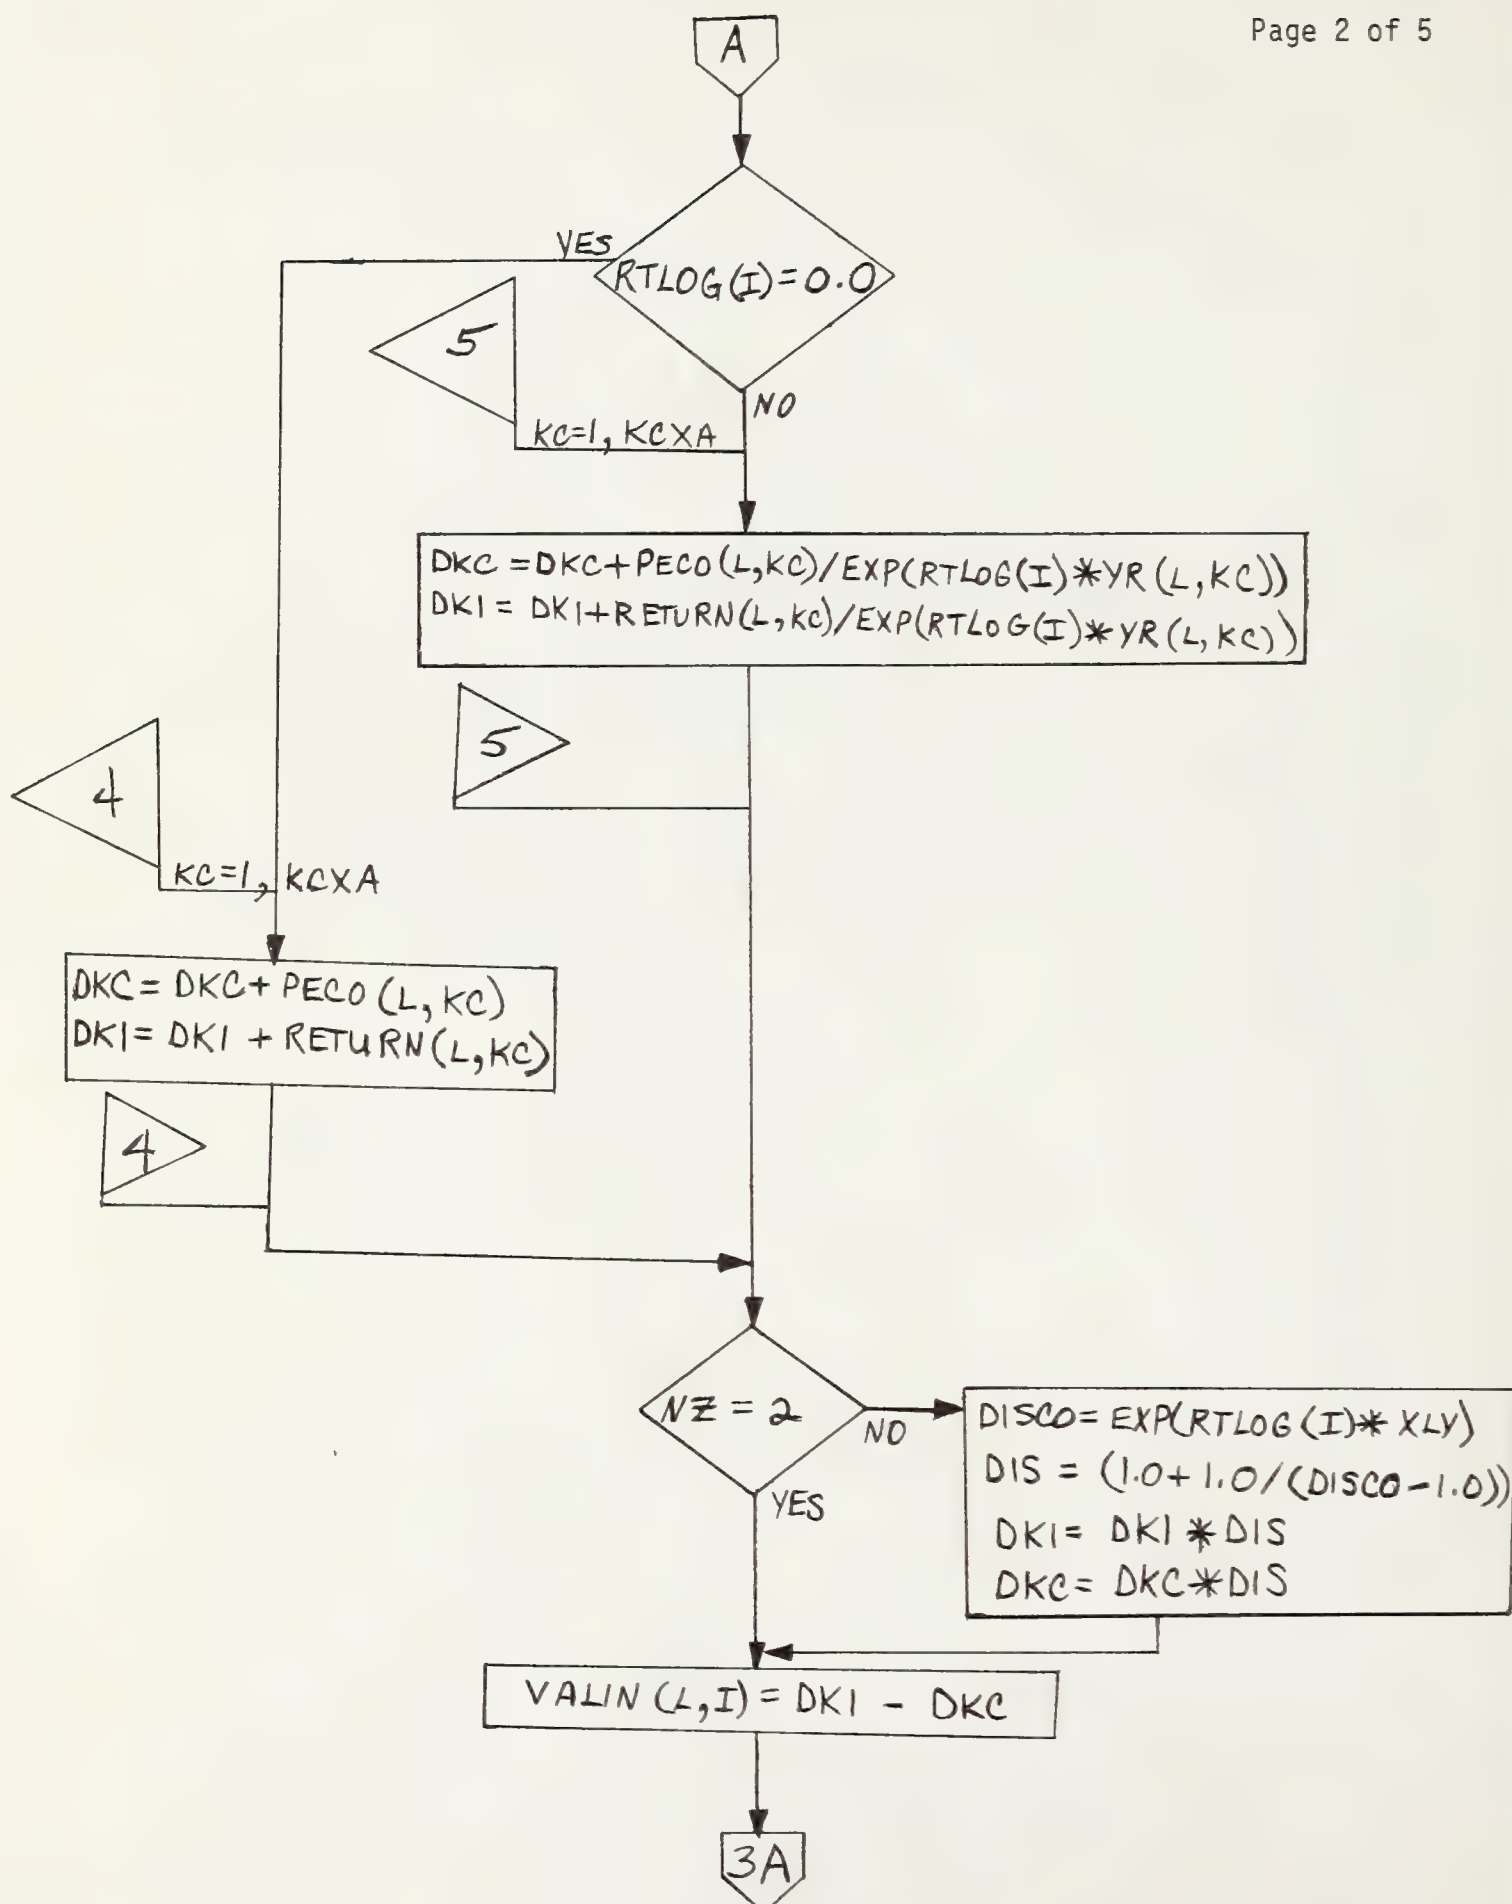 Page 2 of 5
A
YES
RTLOG(I)=0.0
5
NO
KC=1, KCXA
DKC=DKC+PECO(L,KC)/EXP(RTLOG(I)*YR(L,KC))
DKI=DKI+RETURN(L,KC)/EXP(RTLOG(I)*YR(L,KC))
5
4
KC=1, KCXA
DKC=DKC+PECO(L,KC)
DKI=DKI+RETURN(L,KC)
4
NZ=2
NO
YES
DISCO=EXP(RTLOG(I)*XLY)
DIS=(1.0+1.0/(DISCO-1.0))
DKI=DKI*DIS
DKC=DKC*DIS
VALIN(L,I)=DKI-DKC
3A